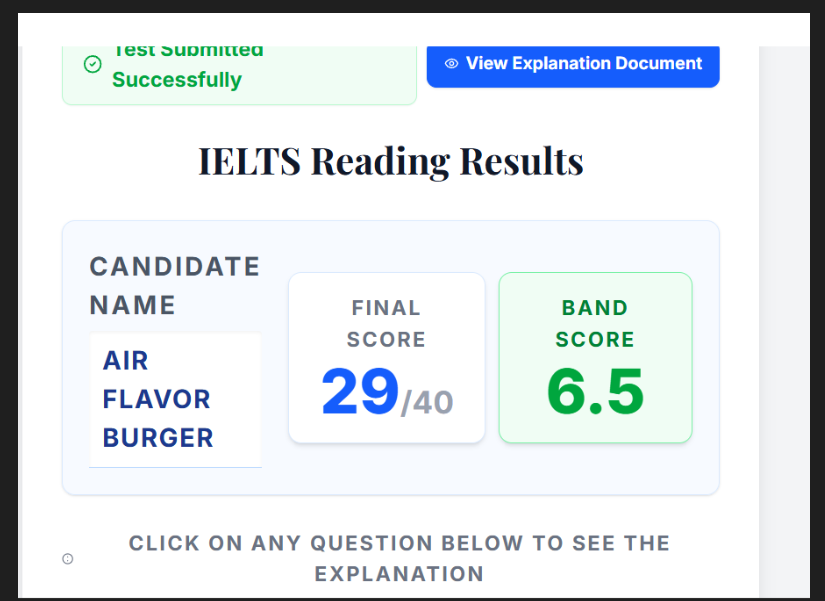 Test Submitted
Successfully
View Explanation Document
IELTS Reading Results
CANDIDATE
NAME
AIR
FLAVOR
BURGER
FINAL
SCORE
29/40
BAND
SCORE
6.5
CLICK ON ANY QUESTION BELOW TO SEE THE
EXPLANATION